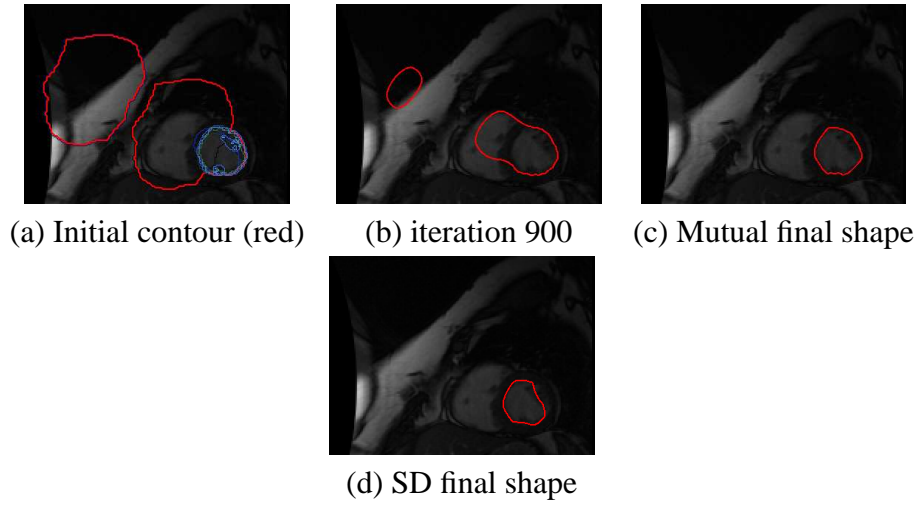 (a) Initial contour (red)
(b) iteration 900
(c) Mutual final shape
(d) SD final shape